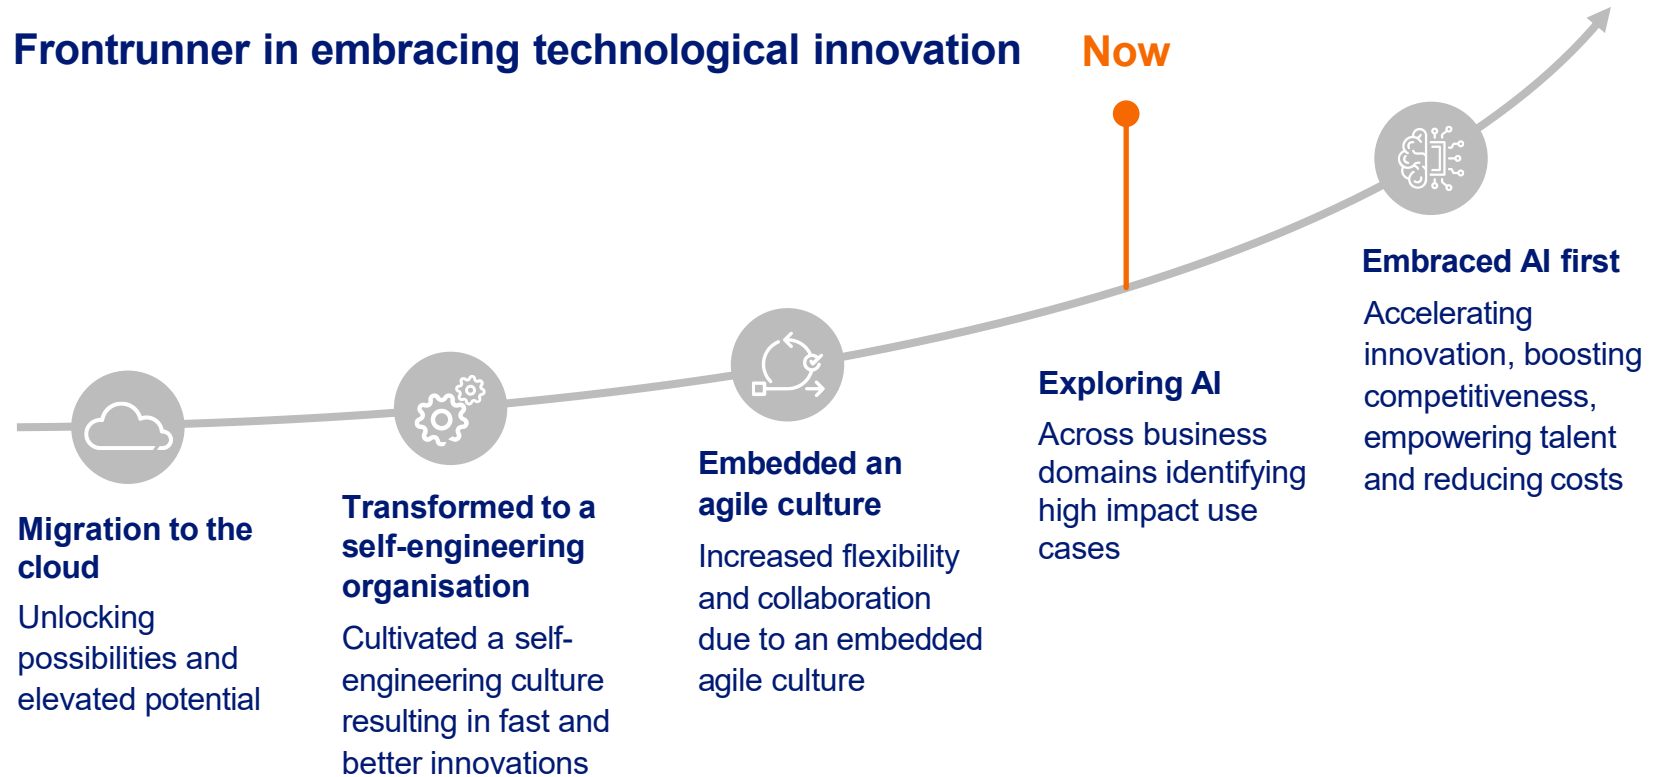 Frontrunner in embracing technological innovation
Now
Migration to the
cloud
Unlocking
possibilities and
elevated potential
Transformed to a
self-engineering
organisation
Cultivated a self-
engineering culture
resulting in fast and
better innovations
Embedded an
agile culture
Increased flexibility
and collaboration
due to an embedded
agile culture
Exploring AI
Across business
domains identifying
high impact use
cases
Embraced AI first
Accelerating
innovation, boosting
competitiveness,
empowering talent
and reducing costs